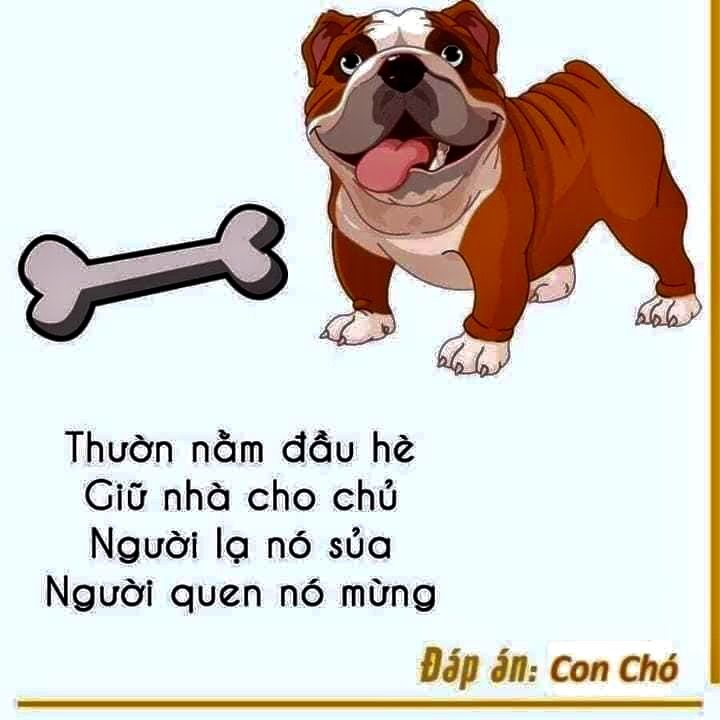 Thườn nằm đầu hè
Giữ nhà cho chủ
Người lạ nó sủa
Người quen nó mừng
Đáp án: Con Chó